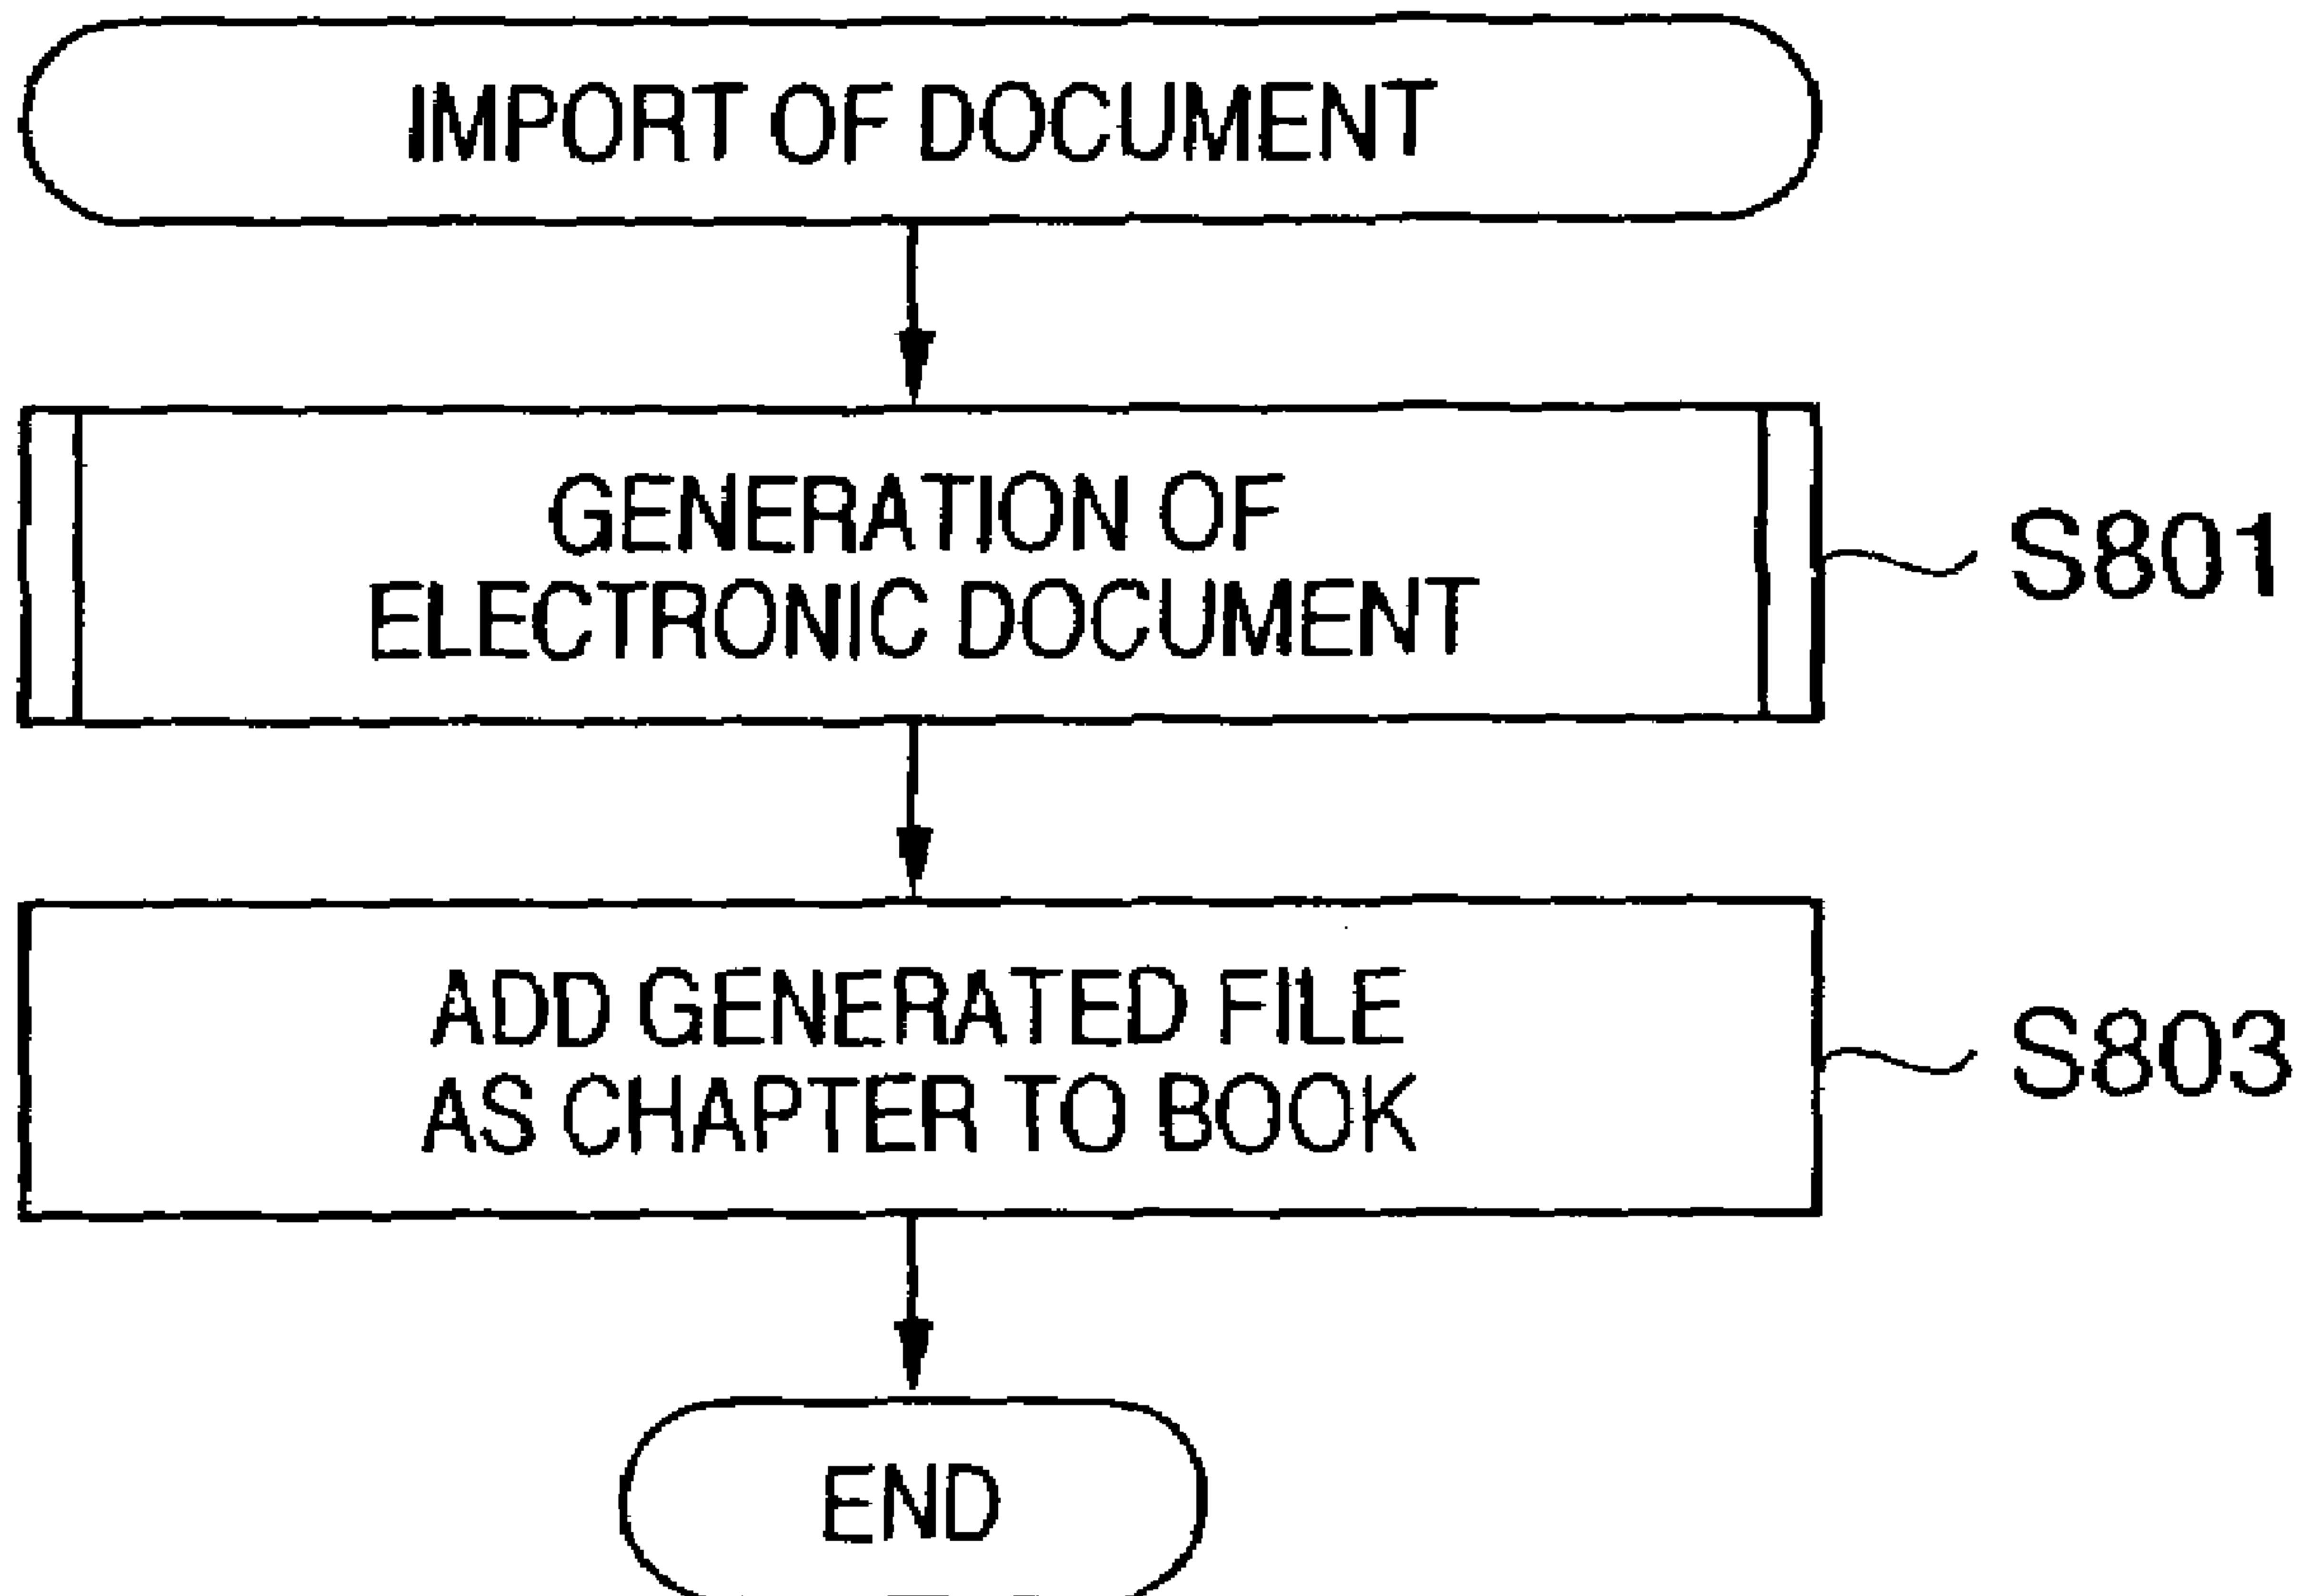 IMPORT OF DOCUMENT
GENERATION OF
ELECTRONIC DOCUMENT
S801
ADD GENERATED FILE
AS CHAPTER TO BOOK
S803
END